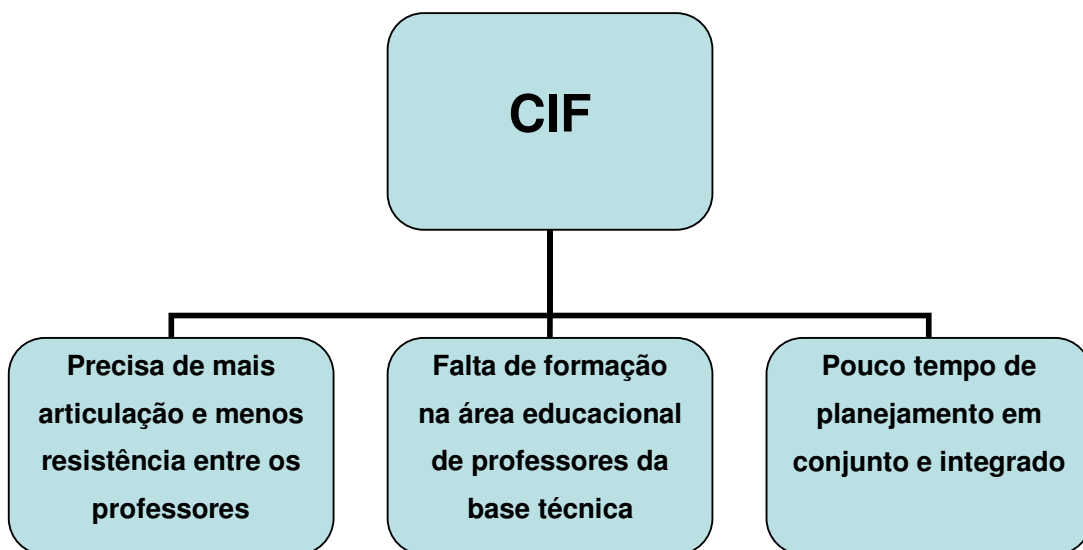 CIF
Precisa de mais
articulação e menos
resistência entre os
professores
Falta de formação
na área educacional
de professores da
base técnica
Pouco tempo de
planejamento em
conjunto e integrado